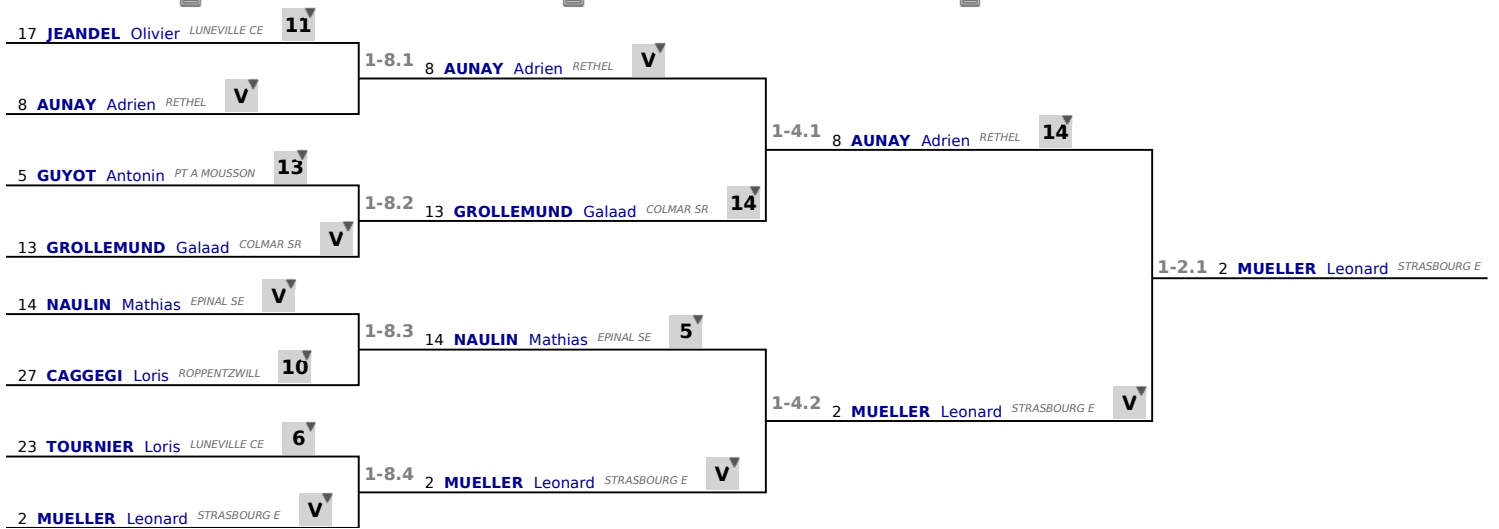 17 JEANDEL Olivier LUNEVILLE CE 11
8 AUNAY Adrien RETHEL V
1-8.1 8 AUNAY Adrien RETHEL V
5 GUYOT Antonin PT A MOUSSON 13
13 GROLLEMUND Galaad COLMAR SR V
1-8.2 13 GROLLEMUND Galaad COLMAR SR 14
1-4.1 8 AUNAY Adrien RETHEL 14
14 NAULIN Mathias EPINAL SE V
27 CAGGEGI Loris ROPPENTZWILL 10
1-8.3 14 NAULIN Mathias EPINAL SE 5
23 TOURNIER Loris LUNEVILLE CE 6
2 MUELLER Leonard STRASBOURG E V
1-8.4 2 MUELLER Leonard STRASBOURG E V
1-4.2 2 MUELLER Leonard STRASBOURG E V
1-2.1 2 MUELLER Leonard STRASBOURG E